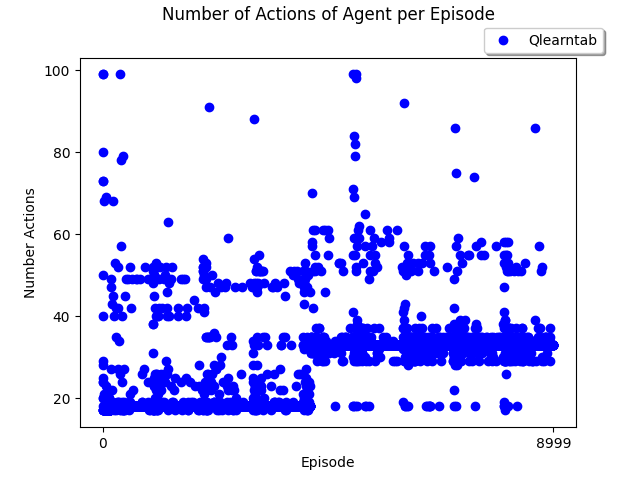 Number of Actions of Agent per Episode
Qlearntab
100
80
60
40
20
Number Actions
0 8999
Episode